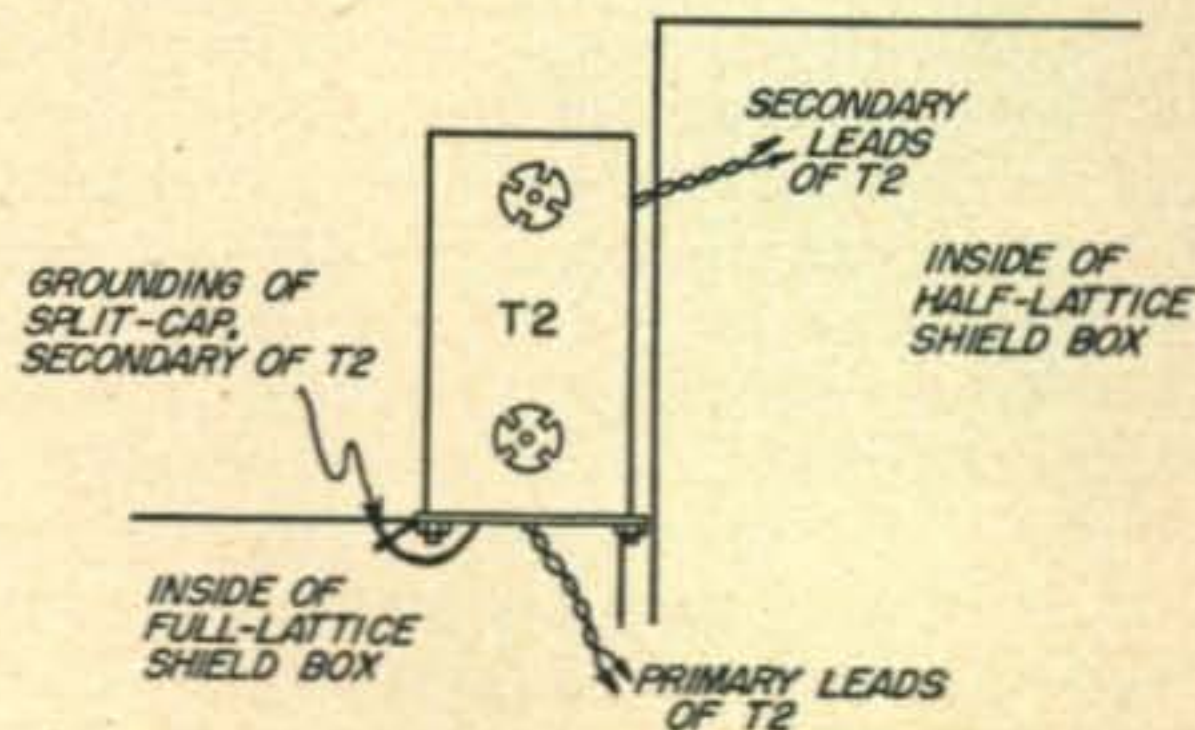 SECONDARY
LEADS
OF T2
GROUNDING OF
SPLIT-CAP,
SECONDARY OF T2
T2
INSIDE OF
HALF-LATTICE
SHIELD BOX
INSIDE OF
FULL-LATTICE
SHIELD BOX
PRIMARY LEADS
OF T2